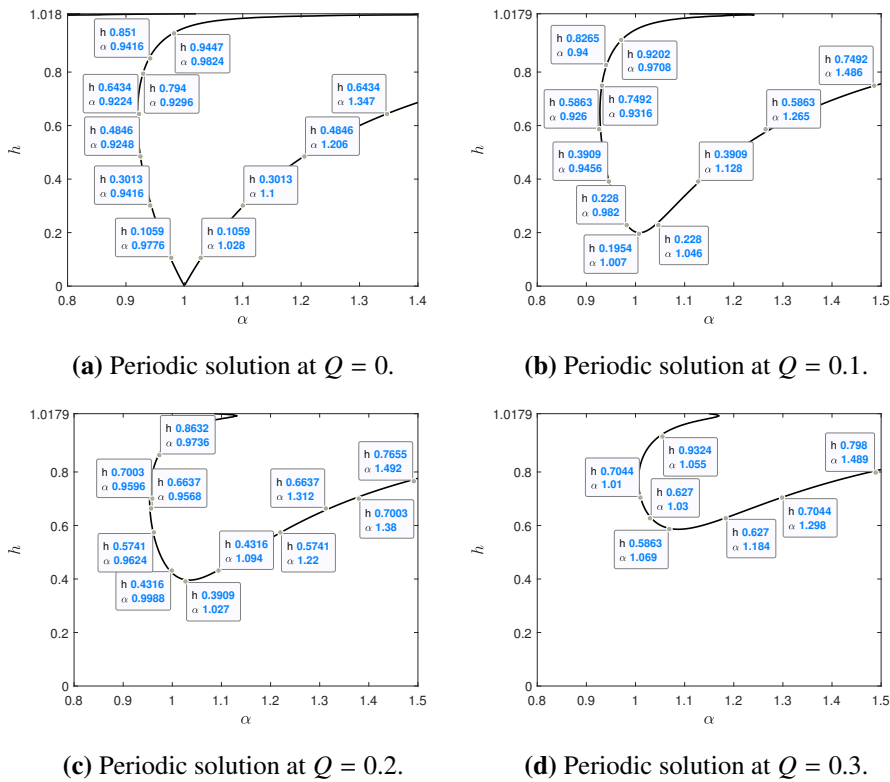 1.018
0.8
0.6
0.4
0.2
0
h
0.8
0.9
1
1.1
1.2
1.3
1.4
α
h 0.851
α 0.9416
h 0.9447
α 0.9824
h 0.6434
α 0.9224
h 0.794
α 0.9296
h 0.6434
α 1.347
h 0.4846
α 0.9248
h 0.4846
α 1.206
h 0.3013
α 0.9416
h 0.3013
α 1.1
h 0.1059
α 0.9776
h 0.1059
α 1.028
(a) Periodic solution at Q = 0.
1.0179
0.8
0.6
0.4
0.2
0
h
0.8
0.9
1
1.1
1.2
1.3
1.4
1.5
α
h 0.8265
α 0.94
h 0.9202
α 0.9708
h 0.7492
α 1.486
h 0.5863
α 0.926
h 0.7492
α 0.9316
h 0.5863
α 1.265
h 0.3909
α 0.9456
h 0.3909
α 1.128
h 0.228
α 0.982
h 0.1954
α 1.007
h 0.228
α 1.046
(b) Periodic solution at Q = 0.1.
1.0179
0.8
0.6
0.4
0.2
0
h
0.8
0.9
1
1.1
1.2
1.3
1.4
1.5
α
h 0.8632
α 0.9736
h 0.7003
α 0.9596
h 0.6637
α 0.9568
h 0.6637
α 1.312
h 0.7655
α 1.492
h 0.7003
α 1.38
h 0.5741
α 0.9624
h 0.4316
α 1.094
h 0.5741
α 1.22
h 0.4316
α 0.9988
h 0.3909
α 1.027
(c) Periodic solution at Q = 0.2.
1.0179
0.8
0.6
0.4
0.2
0
h
0.8
0.9
1
1.1
1.2
1.3
1.4
1.5
α
h 0.9324
α 1.055
h 0.798
α 1.489
h 0.7044
α 1.01
h 0.627
α 1.03
h 0.7044
α 1.298
h 0.5863
α 1.069
h 0.627
α 1.184
(d) Periodic solution at Q = 0.3.